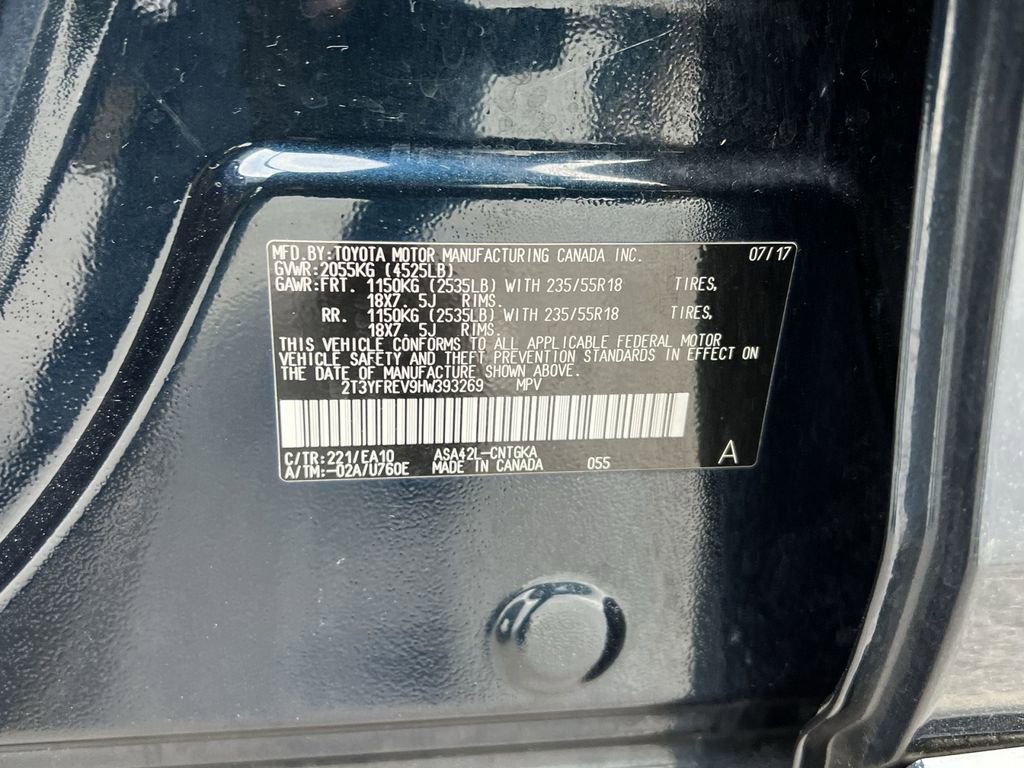 MFD.BY:TOYOTA MOTOR MANUFACTURING CANADA INC. 07/17
GVWR:2055KG (4525LB)
GAWR:FRT. 1150KG (2535LB) WITH 235/55R18 TIRES,
18X7.5J RIMS.
RR. 1150KG (2535LB) WITH 235/55R18 TIRES,
18X7.5J RIMS.
THIS VEHICLE CONFORMS TO ALL APPLICABLE FEDERAL MOTOR
VEHICLE SAFETY AND THEFT PREVENTION STANDARDS IN EFFECT ON
THE DATE OF MANUFACTURE SHOWN ABOVE.
2T3YFREV9HW393269 MPV
C/TR:221/EA10 ASA42L-CNTGKA
A/TM:-02A/U760E MADE IN CANADA 055 A